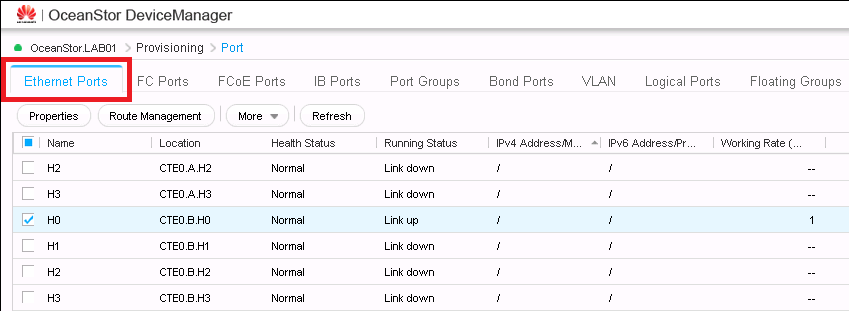 OceanStor DeviceManager
OceanStor.LAB01 Provisioning Port
Ethernet Ports FC Ports FCoE Ports IB Ports Port Groups Bond Ports VLAN Logical Ports Floating Groups
Properties Route Management More Refresh
Name Location Health Status Running Status IPv4 Address/M... IPv6 Address/Pr... Working Rate (...
H2 CTE0.A.H2 Normal Link down / / --
H3 CTE0.A.H3 Normal Link down / / --
H0 CTE0.B.H0 Normal Link up / / 1
H1 CTE0.B.H1 Normal Link down / / --
H2 CTE0.B.H2 Normal Link down / / --
H3 CTE0.B.H3 Normal Link down / / --